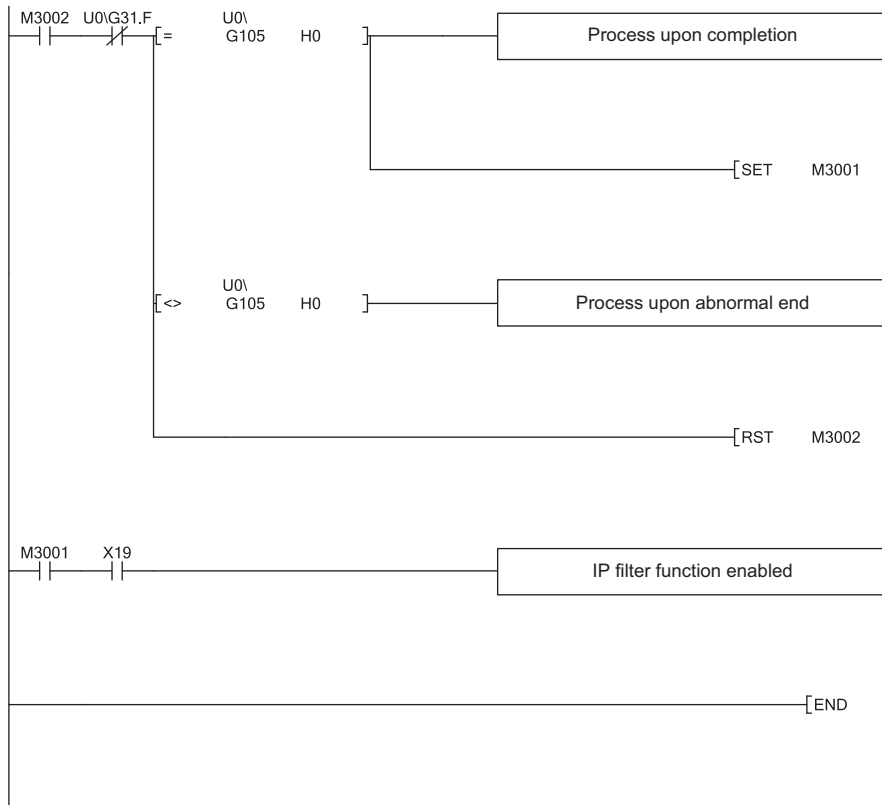 M3002 U0\G31.F U0\
= G105 H0 Process upon completion
SET M3001
U0\
<> G105 H0 Process upon abnormal end
RST M3002
M3001 X19
IP filter function enabled
END